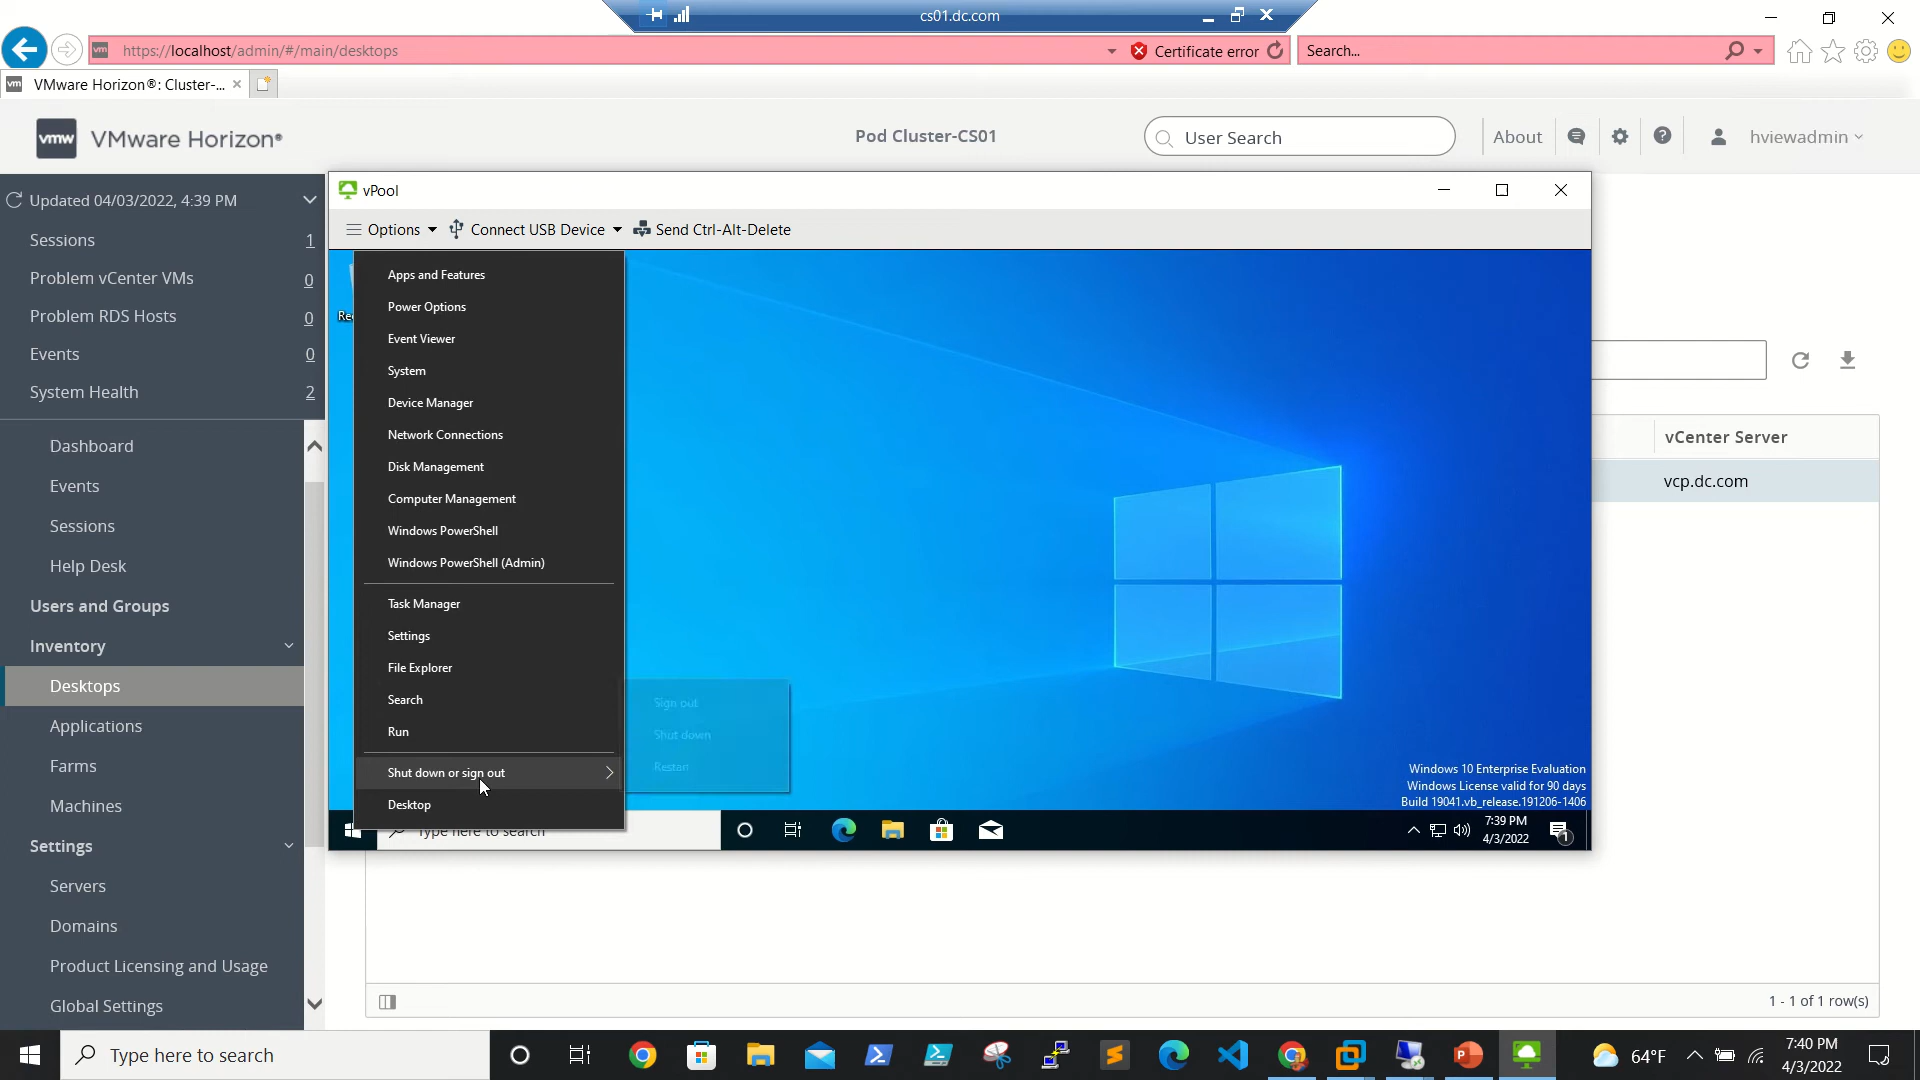 cs01.dc.com
https://localhost/admin/#/main/desktops
Certificate error
Search...
VMware Horizon®: Cluster-...
vmw
VMware Horizon®
Pod Cluster-CS01
User Search
About
hviewadmin
Updated 04/03/2022, 4:39 PM
Sessions 1
Problem vCenter VMs 0
Problem RDS Hosts 0
Events 0
System Health 2
Dashboard
Events
Sessions
Help Desk
Users and Groups
Inventory
Desktops
Applications
Farms
Machines
Settings
Servers
Domains
Product Licensing and Usage
Global Settings
vPool
Options
Connect USB Device
Send Ctrl-Alt-Delete
Apps and Features
Power Options
Event Viewer
System
Device Manager
Network Connections
Disk Management
Computer Management
Windows PowerShell
Windows PowerShell (Admin)
Task Manager
Settings
File Explorer
Search
Run
Shut down or sign out
Desktop
Sign out
Shut down
Restart
Windows 10 Enterprise Evaluation
Windows License valid for 90 days
Build 19041.vb_release.191206-1406
Type here to search
7:39 PM
4/3/2022
1
vCenter Server
vcp.dc.com
1 - 1 of 1 row(s)
Type here to search
64°F
7:40 PM
4/3/2022